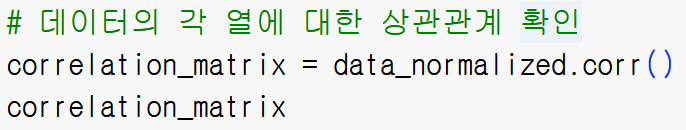 # 데이터의 각 열에 대한 상관관계 확인
correlation_matrix = data_normalized.corr()
correlation_matrix